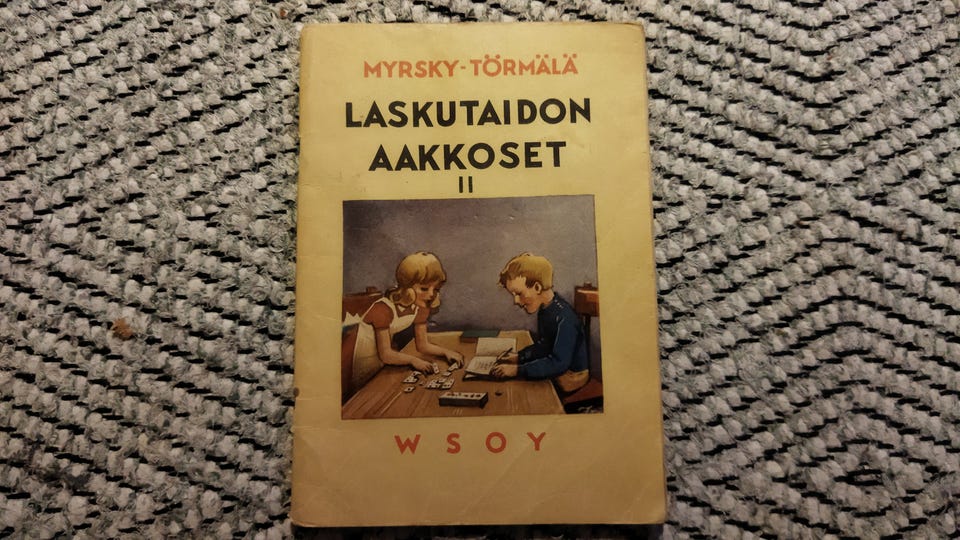 MYRSKY-TÖRMÄLÄ
LASKUTAIDON
AAKKOSET
II
WSOY